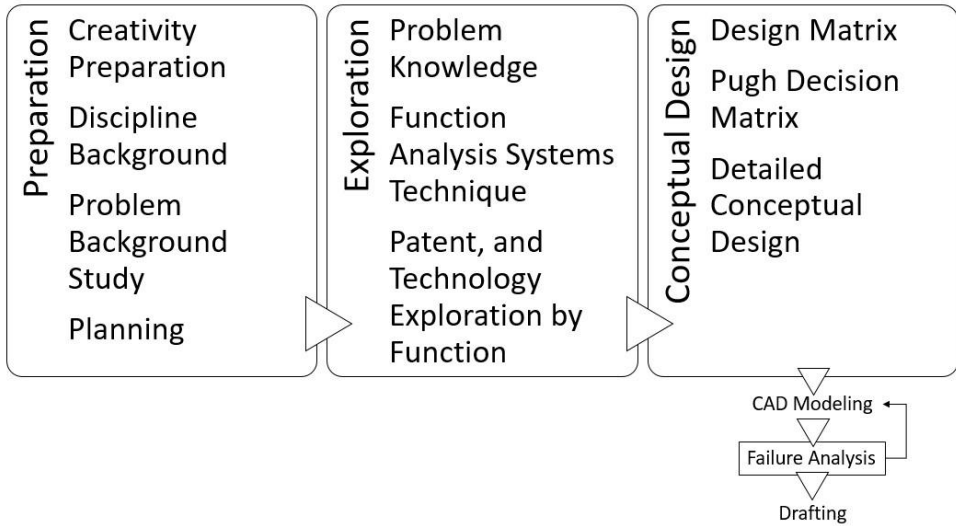 Preparation
Creativity
Preparation
Discipline
Background
Problem
Background
Study
Planning
Exploration
Problem
Knowledge
Function
Analysis Systems
Technique
Patent, and
Technology
Exploration by
Function
Conceptual Design
Design Matrix
Pugh Decision
Matrix
Detailed
Conceptual
Design
CAD Modeling
Failure Analysis
Drafting